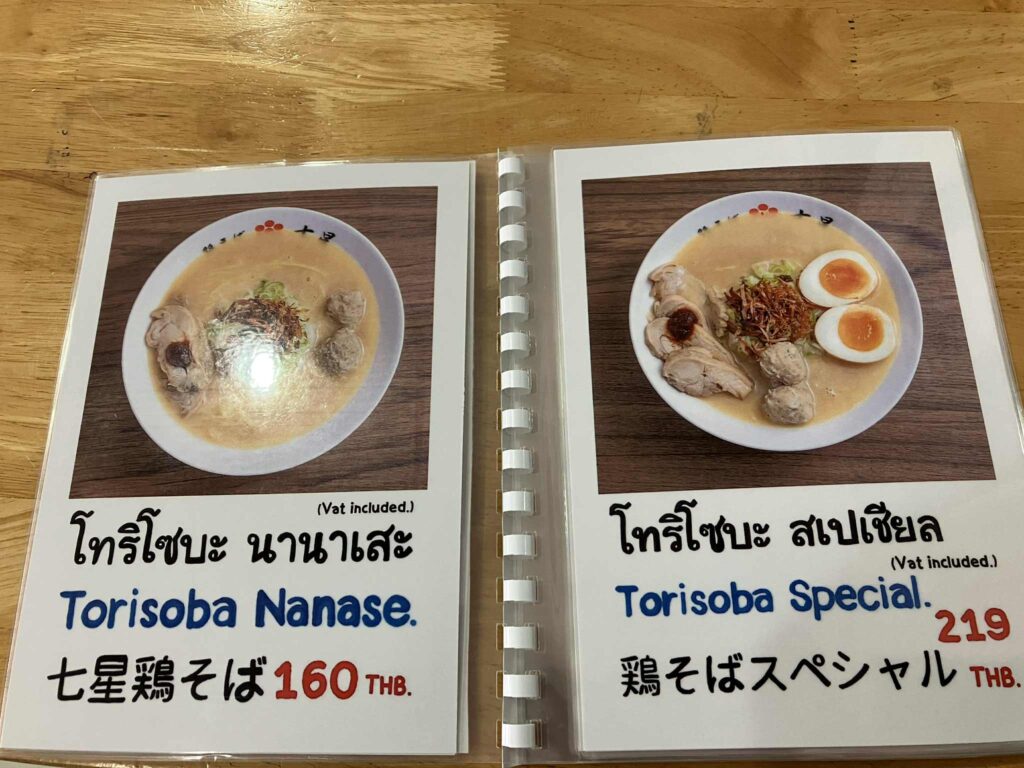 (Vat included.)
โทริโซบะ นานาเสะ
Torisoba Nanase.
七星鶏そば 160 THB.
โทริโซบะ สเปเชียล
(Vat included.)
Torisoba Special.
219
鶏そばスペシャル THB.